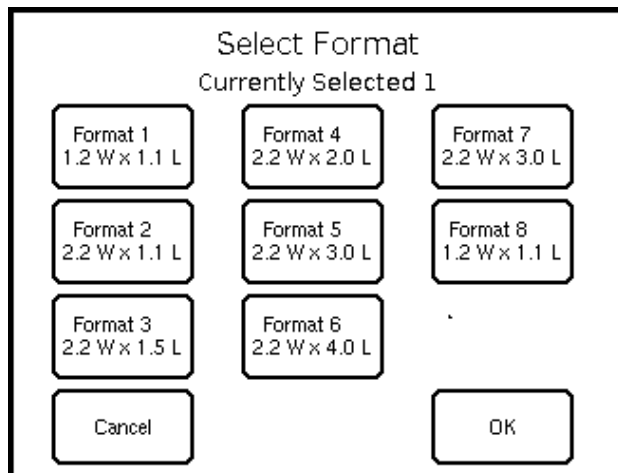 Select Format
Currently Selected 1
Format 1
1.2 W x 1.1 L
Format 4
2.2 W x 2.0 L
Format 7
2.2 W x 3.0 L
Format 2
2.2 W x 1.1 L
Format 5
2.2 W x 3.0 L
Format 8
1.2 W x 1.1 L
Format 3
2.2 W x 1.5 L
Format 6
2.2 W x 4.0 L
Cancel
OK